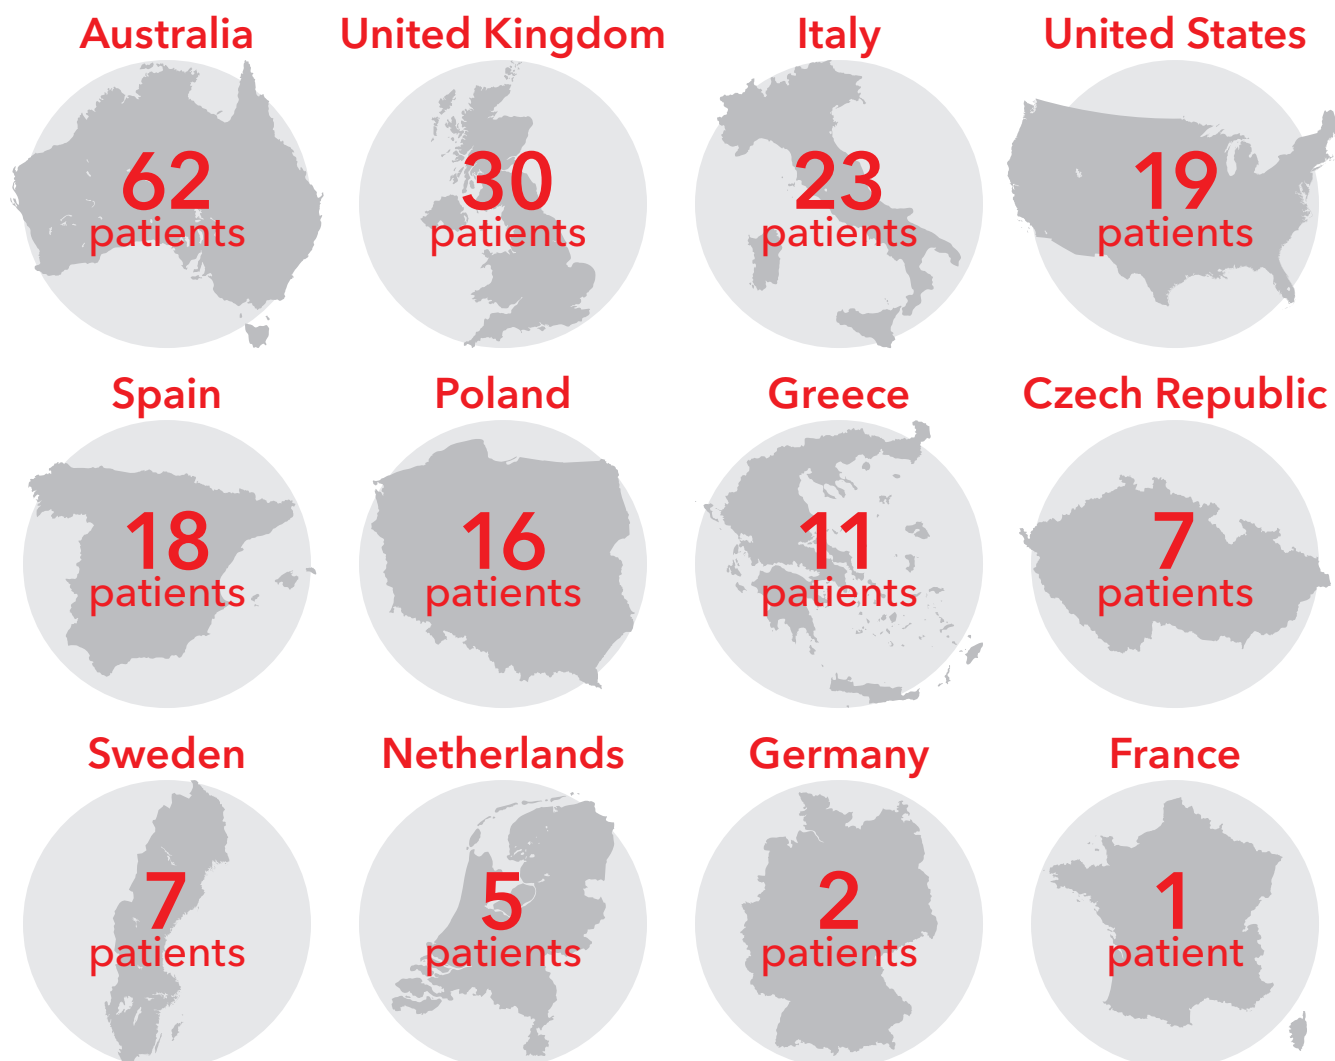 Australia
62
patients
United Kingdom
30
patients
Italy
23
patients
United States
19
patients
Spain
18
patients
Poland
16
patients
Greece
11
patients
Czech Republic
7
patients
Sweden
7
patients
Netherlands
5
patients
Germany
2
patients
France
1
patient